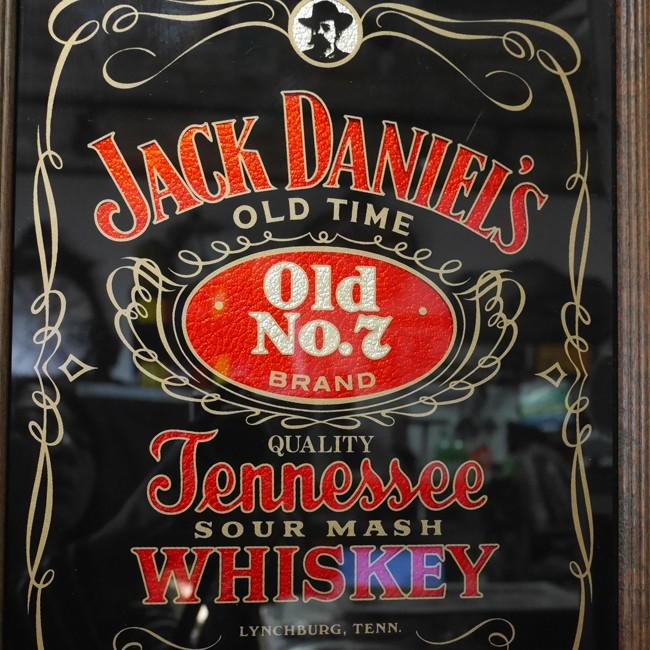 JACK DANIEL'S
OLD TIME
Old
No.7
BRAND
QUALITY
Tennessee
SOUR MASH
WHISKEY
LYNCHBURG, TENN.